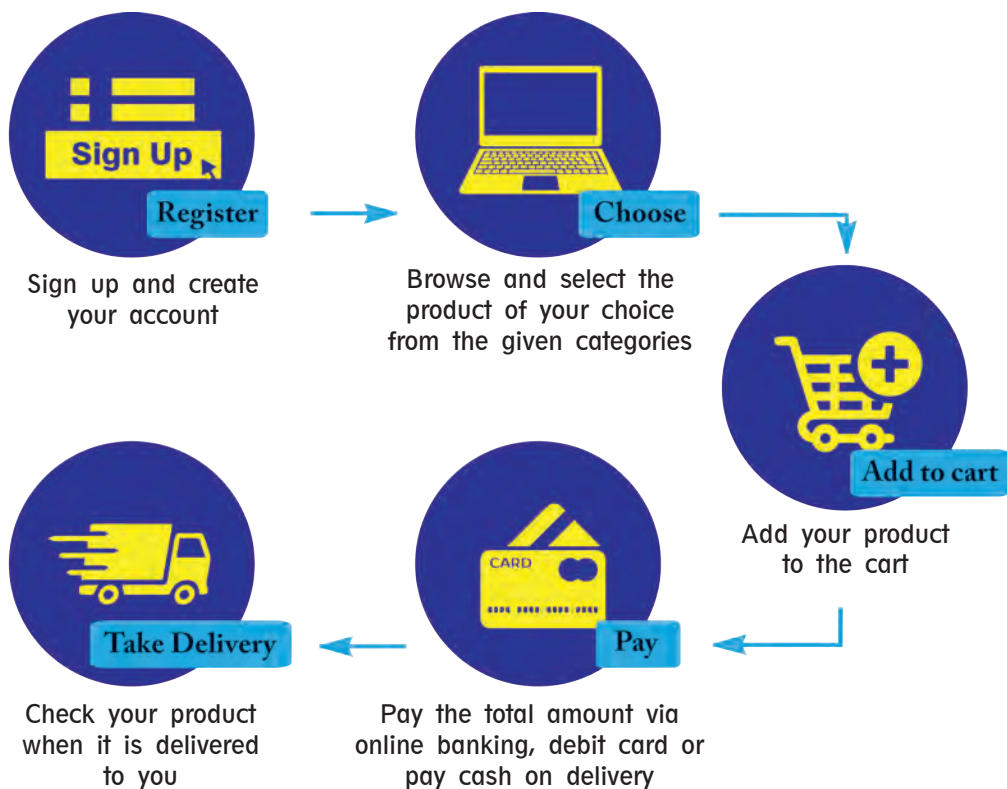 Sign Up
Register
Sign up and create
your account
Choose
Browse and select the
product of your choice
from the given categories
Add to cart
Add your product
to the cart
CARD
Pay
Pay the total amount via
online banking, debit card or
pay cash on delivery
Take Delivery
Check your product
when it is delivered
to you